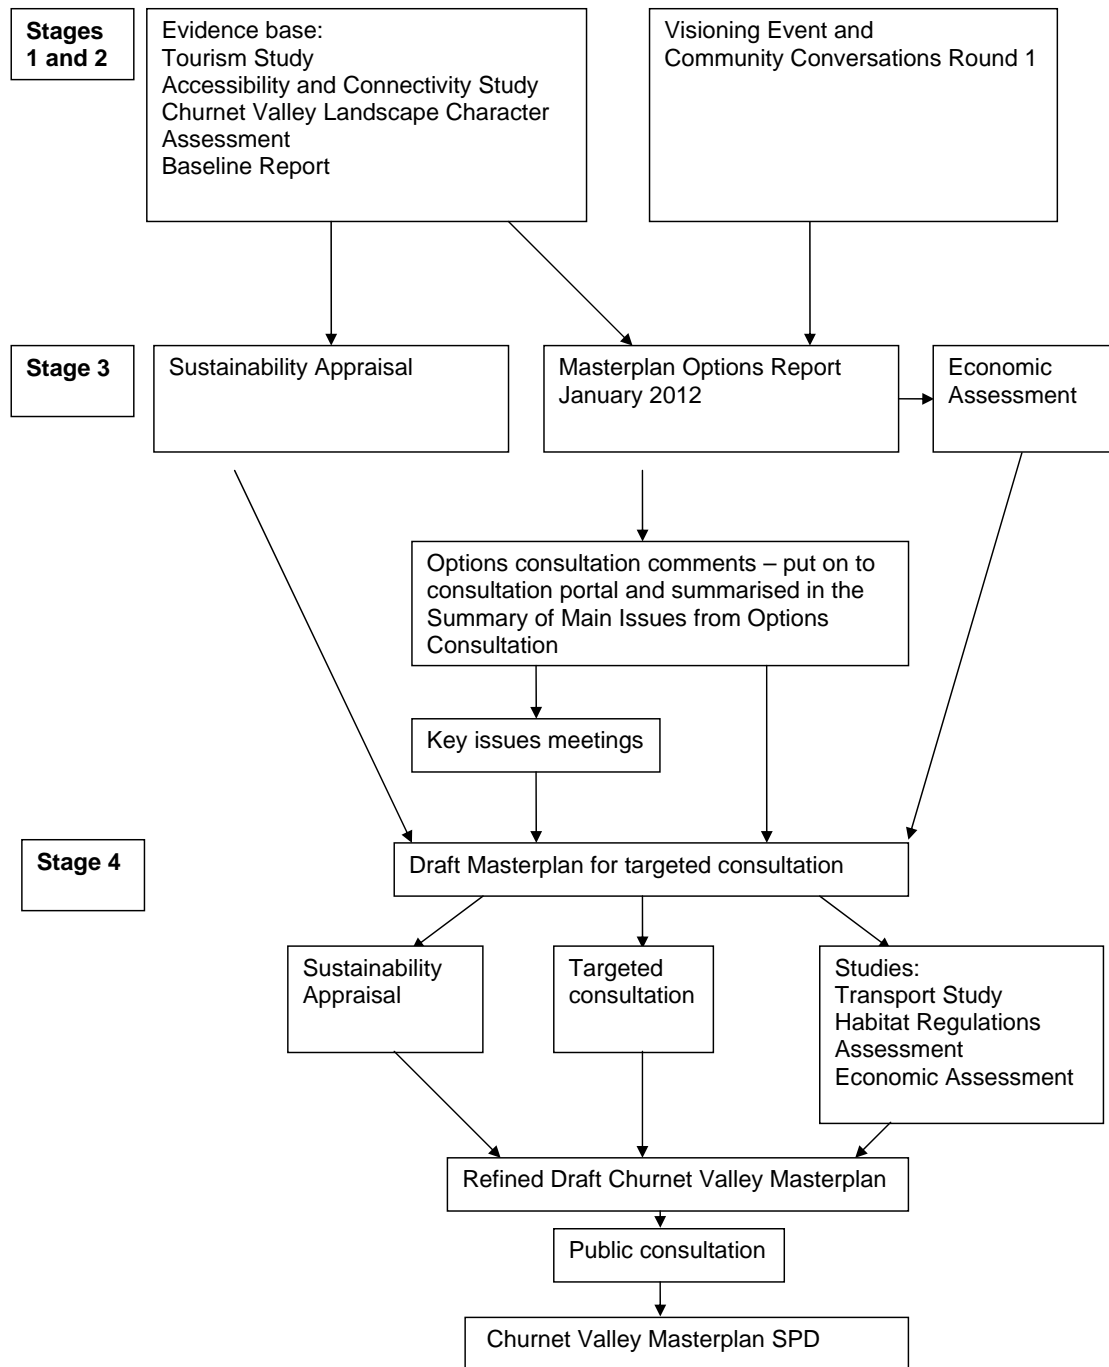 Stages
1 and 2
Evidence base:
Tourism Study
Accessibility and Connectivity Study
Churnet Valley Landscape Character
Assessment
Baseline Report
Visioning Event and
Community Conversations Round 1
Stage 3
Sustainability Appraisal
Masterplan Options Report
January 2012
Economic
Assessment
Options consultation comments – put on to
consultation portal and summarised in the
Summary of Main Issues from Options
Consultation
Key issues meetings
Stage 4
Draft Masterplan for targeted consultation
Sustainability
Appraisal
Targeted
consultation
Studies:
Transport Study
Habitat Regulations
Assessment
Economic Assessment
Refined Draft Churnet Valley Masterplan
Public consultation
Churnet Valley Masterplan SPD